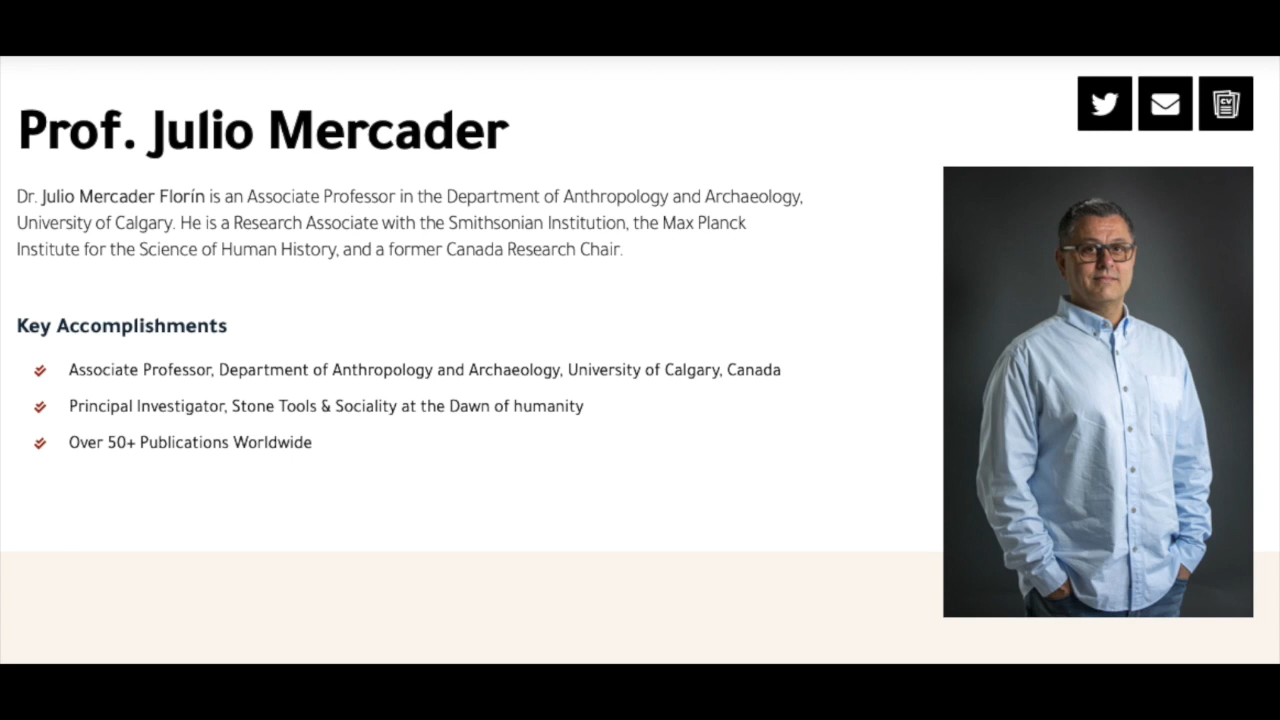 Prof. Julio Mercader
Dr. Julio Mercader Florín is an Associate Professor in the Department of Anthropology and Archaeology,
University of Calgary. He is a Research Associate with the Smithsonian Institution, the Max Planck
Institute for the Science of Human History, and a former Canada Research Chair.
Key Accomplishments
Associate Professor, Department of Anthropology and Archaeology, University of Calgary, Canada
Principal Investigator, Stone Tools & Sociality at the Dawn of humanity
Over 50+ Publications Worldwide
CV